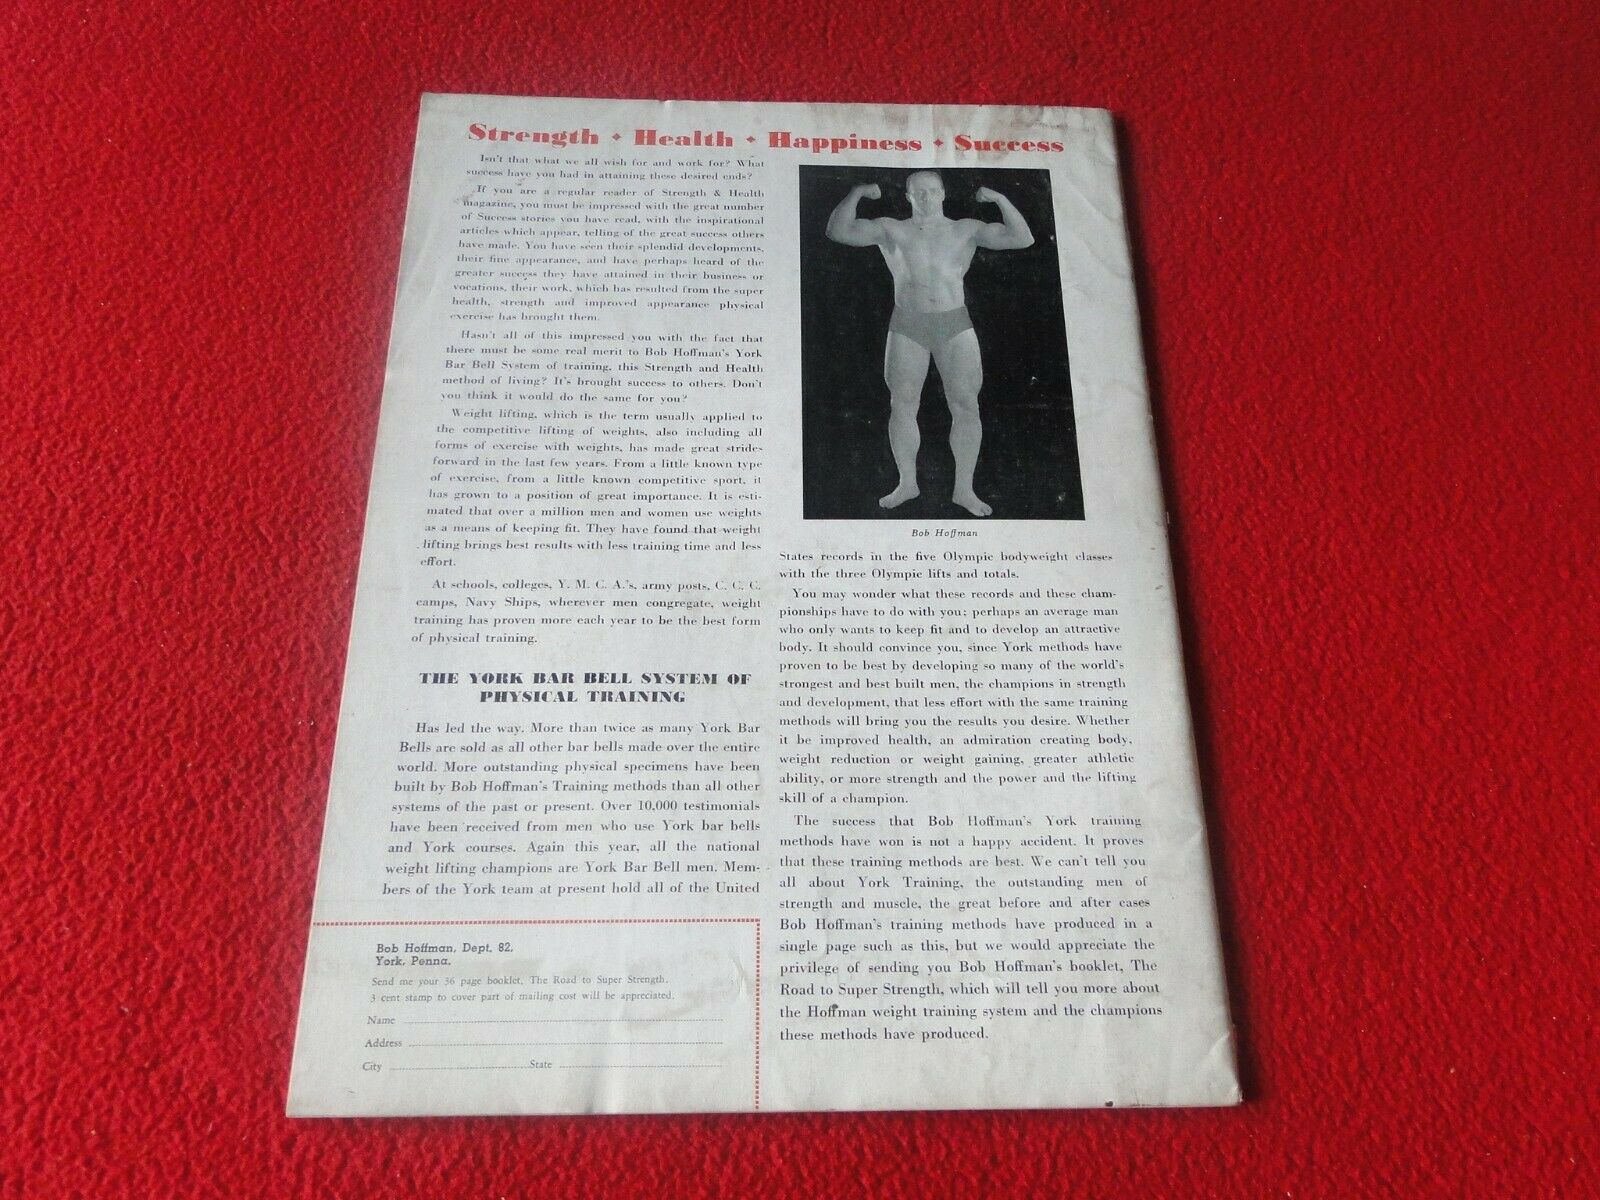 Strength ✦ Health ✦ Happiness ✦ Success
Isn't that what we all wish for and work for? What
success have you had in attaining these desired ends?
If you are a regular reader of Strength & Health
magazine, you must be impressed with the great number
of Success stories you have read, with the inspirational
articles which appear, telling of the great success others
have made. You have seen their splendid developments,
their fine appearance, and have perhaps heard of the
greater success they have attained in their business or
vocations, their work, which has resulted from the super
health, strength and improved appearance physical
exercise has brought them.
Hasn't all of this impressed you with the fact that
there must be some real merit to Bob Hoffman's York
Bar Bell System of training, this Strength and Health
method of living? It's brought success to others. Don't
you think it would do the same for you?
Weight lifting, which is the term usually applied to
the competitive lifting of weights, also including all
forms of exercise with weights, has made great strides
forward in the last few years. From a little known type
of exercise, from a little known competitive sport, it
has grown to a position of great importance. It is esti-
mated that over a million men and women use weights
as a means of keeping fit. They have found that weight
lifting brings best results with less training time and less
effort.
At schools, colleges, Y. M. C. A.'s, army posts, C. C. C.
camps, Navy Ships, wherever men congregate, weight
training has proven more each year to be the best form
of physical training.
THE YORK BAR BELL SYSTEM OF
PHYSICAL TRAINING
Has led the way. More than twice as many York Bar
Bells are sold as all other bar bells made over the entire
world. More outstanding physical specimens have been
built by Bob Hoffman's Training methods than all other
systems of the past or present. Over 10,000 testimonials
have been received from men who use York bar bells
and York courses. Again this year, all the national
weight lifting champions are York Bar Bell men. Mem-
bers of the York team at present hold all of the United
Bob Hoffman, Dept. 82,
York, Penna.
Send me your 36 page booklet, The Road to Super Strength.
3 cent stamp to cover part of mailing cost will be appreciated.
Name
Address
City State
Bob Hoffman
States records in the five Olympic bodyweight classes
with the three Olympic lifts and totals.
You may wonder what these records and these cham-
pionships have to do with you; perhaps an average man
who only wants to keep fit and to develop an attractive
body. It should convince you, since York methods have
proven to be best by developing so many of the world's
strongest and best built men, the champions in strength
and development, that less effort with the same training
methods will bring you the results you desire. Whether
it be improved health, an admiration creating body,
weight reduction or weight gaining, greater athletic
ability, or more strength and the power and the lifting
skill of a champion.
The success that Bob Hoffman's York training
methods have won is not a happy accident. It proves
that these training methods are best. We can't tell you
all about York Training, the outstanding men of
strength and muscle, the great before and after cases
Bob Hoffman's training methods have produced in a
single page such as this, but we would appreciate the
privilege of sending you Bob Hoffman's booklet, The
Road to Super Strength, which will tell you more about
the Hoffman weight training system and the champions
these methods have produced.